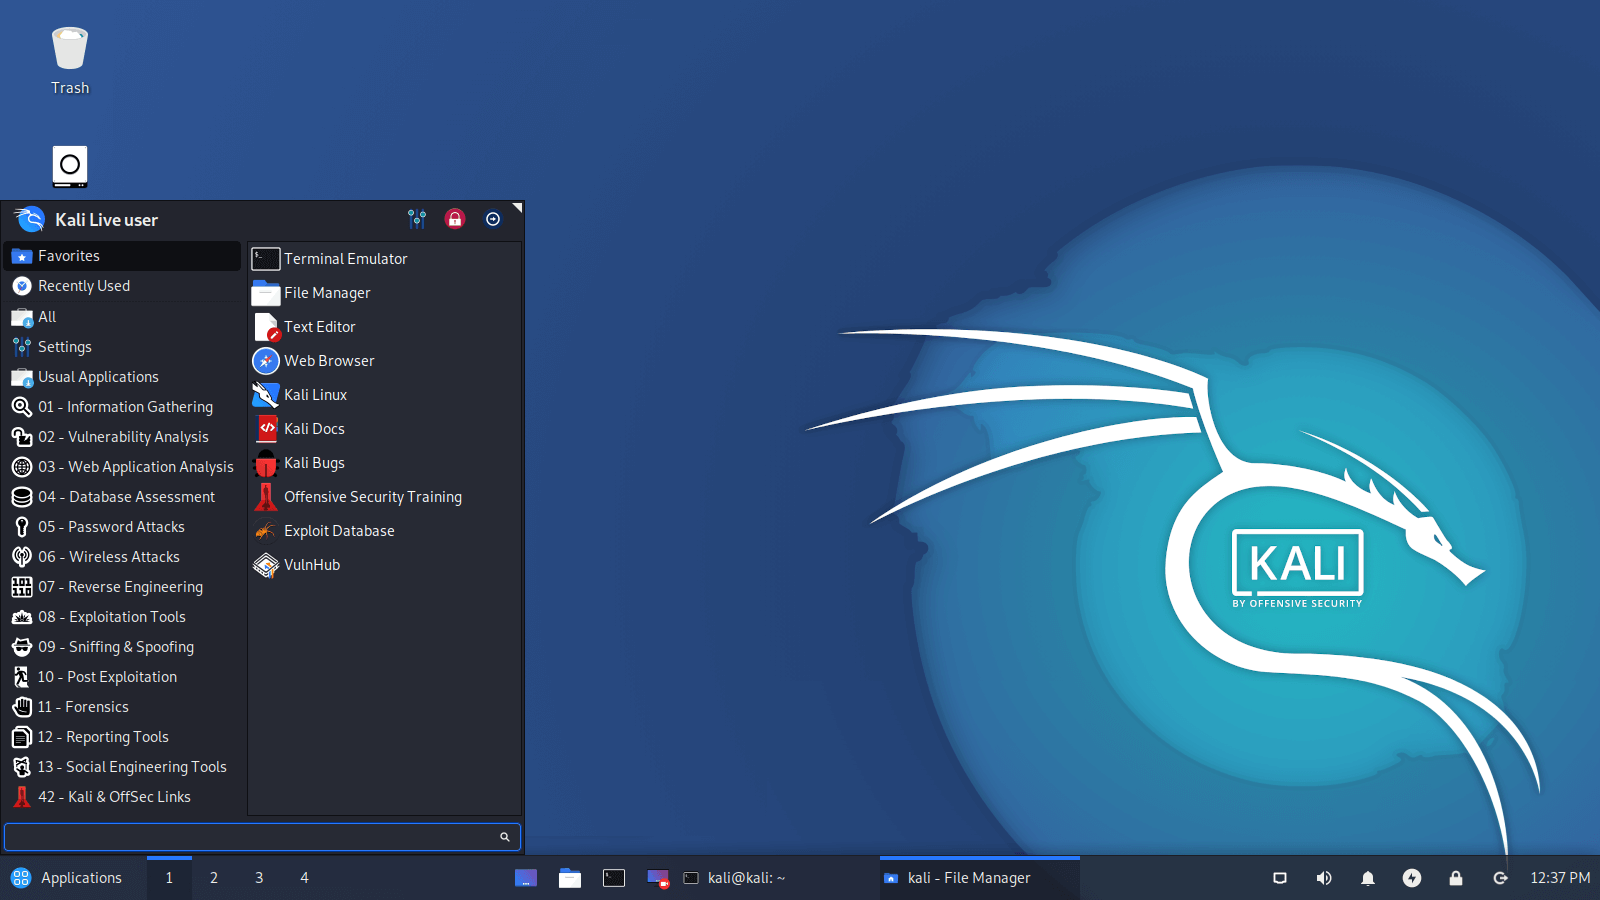 Trash
Kali Live user
Favorites
Recently Used
All
Settings
Usual Applications
01 - Information Gathering
02 - Vulnerability Analysis
03 - Web Application Analysis
04 - Database Assessment
05 - Password Attacks
06 - Wireless Attacks
07 - Reverse Engineering
08 - Exploitation Tools
09 - Sniffing & Spoofing
10 - Post Exploitation
11 - Forensics
12 - Reporting Tools
13 - Social Engineering Tools
42 - Kali & OffSec Links
Terminal Emulator
File Manager
Text Editor
Web Browser
Kali Linux
Kali Docs
Kali Bugs
Offensive Security Training
Exploit Database
VulnHub
KALI
BY OFFENSIVE SECURITY
Applications 1 2 3 4 kali@kali: ~ kali - File Manager 12:37 PM